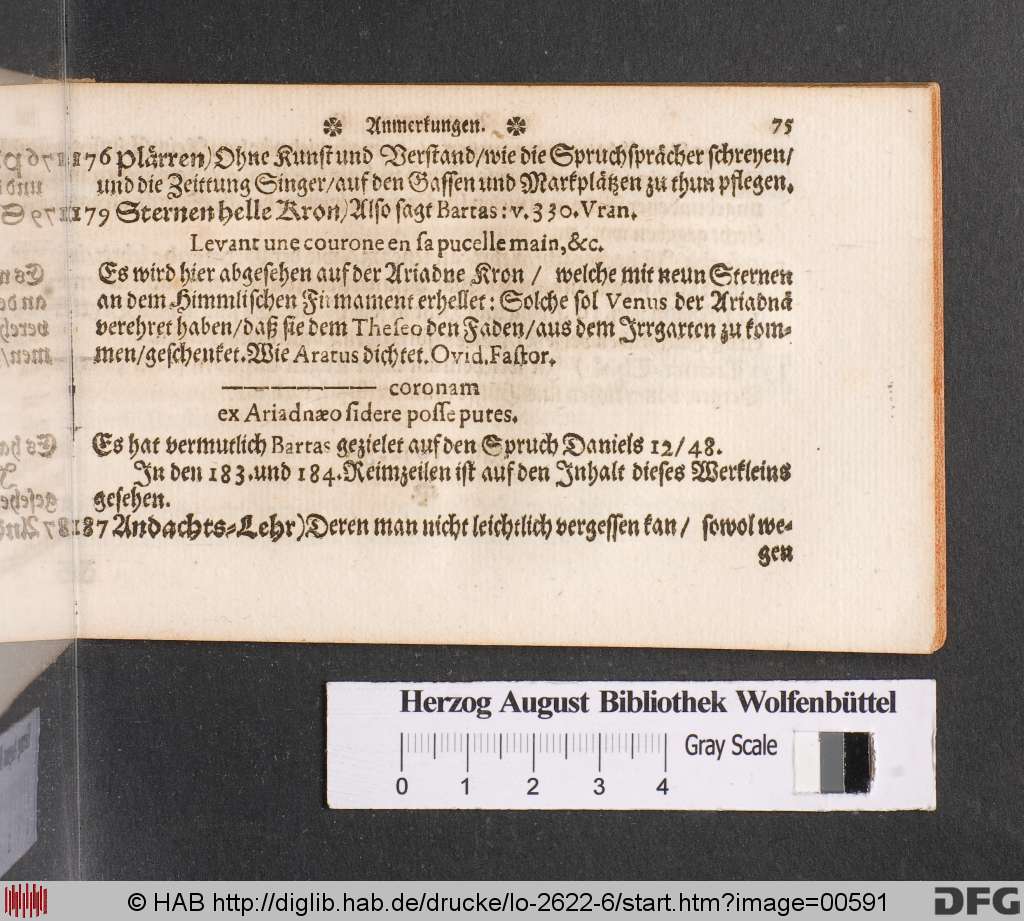 ✽ Anmerkungen. ✽ 75
176 Plärren) Ohne Kunst und Verstand/wie die Spruchsprächer schreyen/
und die Zeittung Singer/auf den Gassen und Markplätzen zu thun pflegen.
179 Sternen helle Kron) Also sagt Bartas: v. 330. Vran.
Levant une courone en sa pucelle main, &c.
Es wird hier abgesehen auf der Ariadne Kron / welche mit neun Sternen
an dem Himmlischen Firmament erhellet: Solche sol Venus der Ariadnä
verehret haben/daß sie dem Theseo den Faden/aus dem Irrgarten zu kom-
men/geschenket. Wie Aratus dichtet. Ovid. Fastor.
—————— coronam
ex Ariadnæo sidere posse putes.
Es hat vermutlich Bartas gezielet auf den Spruch Daniels 12/48.
In den 183. und 184. Reimzeilen ist auf den Inhalt dieses Werkleins
gesehen.
187 Andachts-Lehr) Deren man nicht leichtlich vergessen kan/ sowol we-
gen
Herzog August Bibliothek Wolfenbüttel
Gray Scale
0 1 2 3 4
© HAB http://diglib.hab.de/drucke/lo-2622-6/start.htm?image=00591
DFG